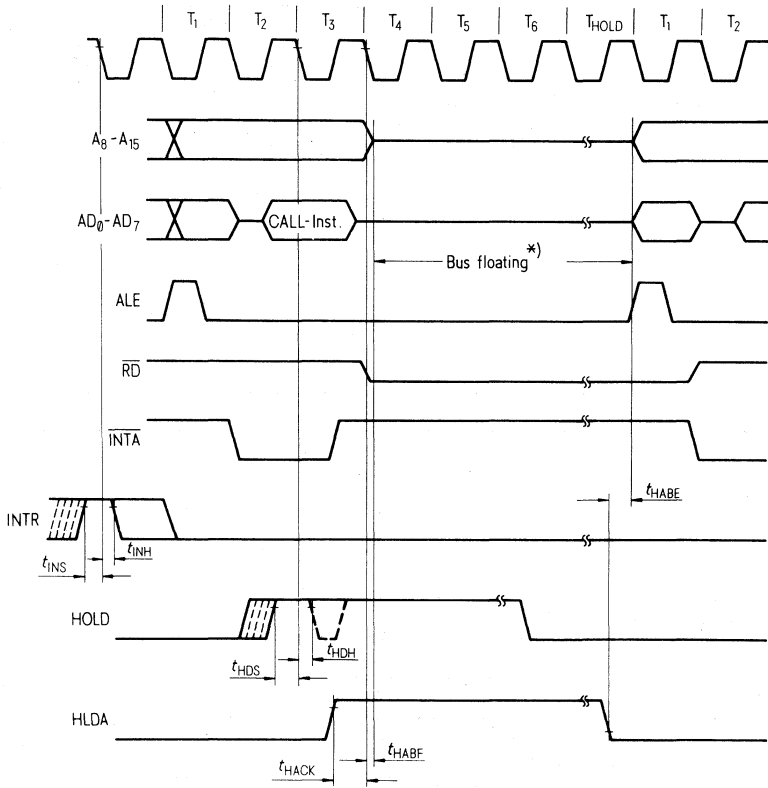 T1 T2 T3 T4 T5 T6 THOLD T1 T2
A8-A15
AD0-AD7
CALL-Inst.
Bus floating *)
ALE
RD
INTA
tHABE
INTR
tINH
tINS
HOLD
tHDH
tHDS
HLDA
tHABF
tHACK